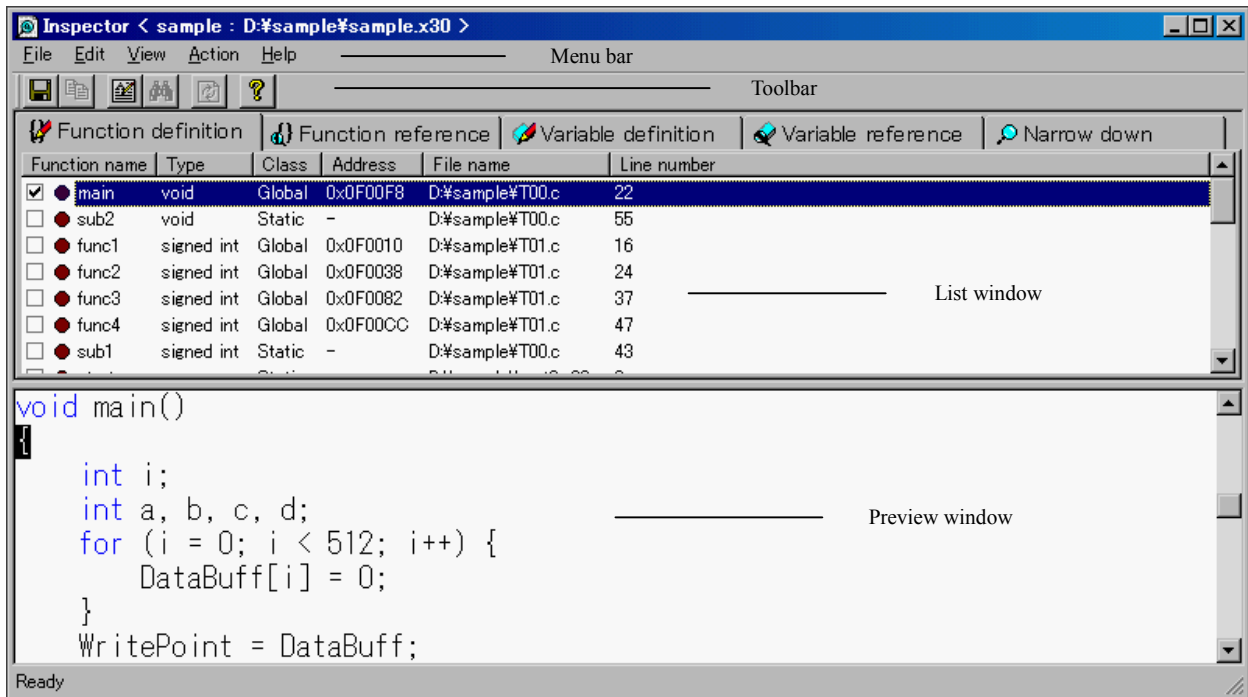 Inspector < sample : D:¥sample¥sample.x30 >
File Edit View Action Help
Menu bar
Toolbar
Function definition Function reference Variable definition Variable reference Narrow down
Function name Type Class Address File name Line number
main void Global 0x0F00F8 D:¥sample¥T00.c 22
sub2 void Static - D:¥sample¥T00.c 55
func1 signed int Global 0x0F0010 D:¥sample¥T01.c 16
func2 signed int Global 0x0F0038 D:¥sample¥T01.c 24
func3 signed int Global 0x0F0082 D:¥sample¥T01.c 37
List window
func4 signed int Global 0x0F00CC D:¥sample¥T01.c 47
sub1 signed int Static - D:¥sample¥T00.c 43
void main()
{
int i;
int a, b, c, d;
Preview window
for (i = 0; i < 512; i++) {
DataBuff[i] = 0;
}
WritePoint = DataBuff;
Ready